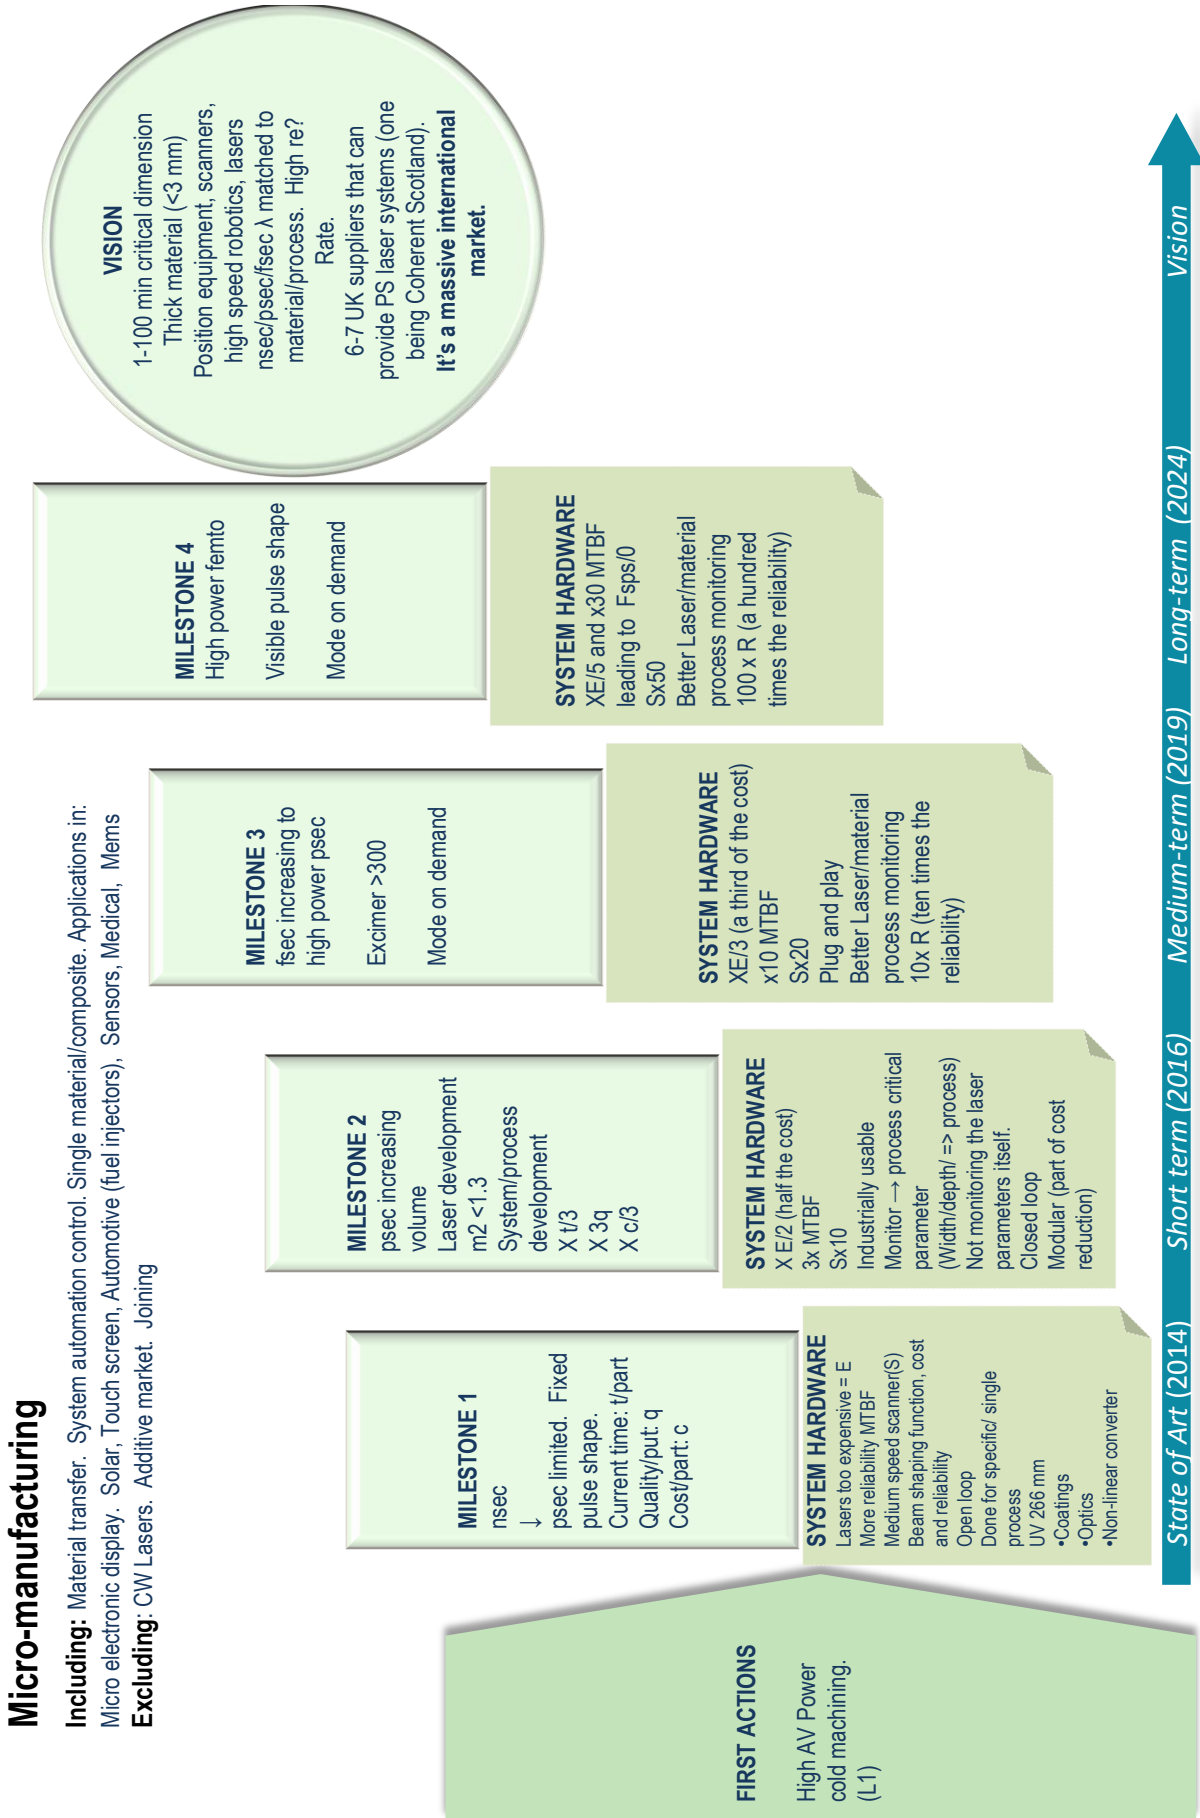 Micro-manufacturing
Including: Material transfer. System automation control. Single material/composite. Applications in:
Micro electronic display. Solar, Touch screen, Automotive (fuel injectors), Sensors, Medical, Mems
Excluding: CW Lasers. Additive market. Joining
FIRST ACTIONS
High AV Power
cold machining.
(L1)
MILESTONE 1
nsec
↓
psec limited. Fixed
pulse shape.
Current time: t/part
Quality/put: q
Cost/part: c
SYSTEM HARDWARE
Lasers too expensive = E
More reliability MTBF
Medium speed scanner(S)
Beam shaping function, cost
and reliability
Open loop
Done for specific/ single
process
UV 266 mm
•Coatings
•Optics
•Non-linear converter
MILESTONE 2
psec increasing
volume
Laser development
m2 <1.3
System/process
development
X t/3
X 3q
X c/3
SYSTEM HARDWARE
X E/2 (half the cost)
3x MTBF
Sx10
Industrially usable
Monitor → process critical
parameter
(Width/depth/ => process)
Not monitoring the laser
parameters itself.
Closed loop
Modular (part of cost
reduction)
MILESTONE 3
fsec increasing to
high power psec
Excimer >300
Mode on demand
SYSTEM HARDWARE
XE/3 (a third of the cost)
x10 MTBF
Sx20
Plug and play
Better Laser/material
process monitoring
10x R (ten times the
reliability)
MILESTONE 4
High power femto
Visible pulse shape
Mode on demand
SYSTEM HARDWARE
XE/5 and x30 MTBF
leading to Fsps/0
Sx50
Better Laser/material
process monitoring
100 x R (a hundred
times the reliability)
VISION
1-100 min critical dimension
Thick material (<3 mm)
Position equipment, scanners,
high speed robotics, lasers
nsec/psec/fsec λ matched to
material/process. High re?
Rate.
6-7 UK suppliers that can
provide PS laser systems (one
being Coherent Scotland).
It's a massive international
market.
State of Art (2014)
Short term (2016)
Medium-term (2019)
Long-term (2024)
Vision